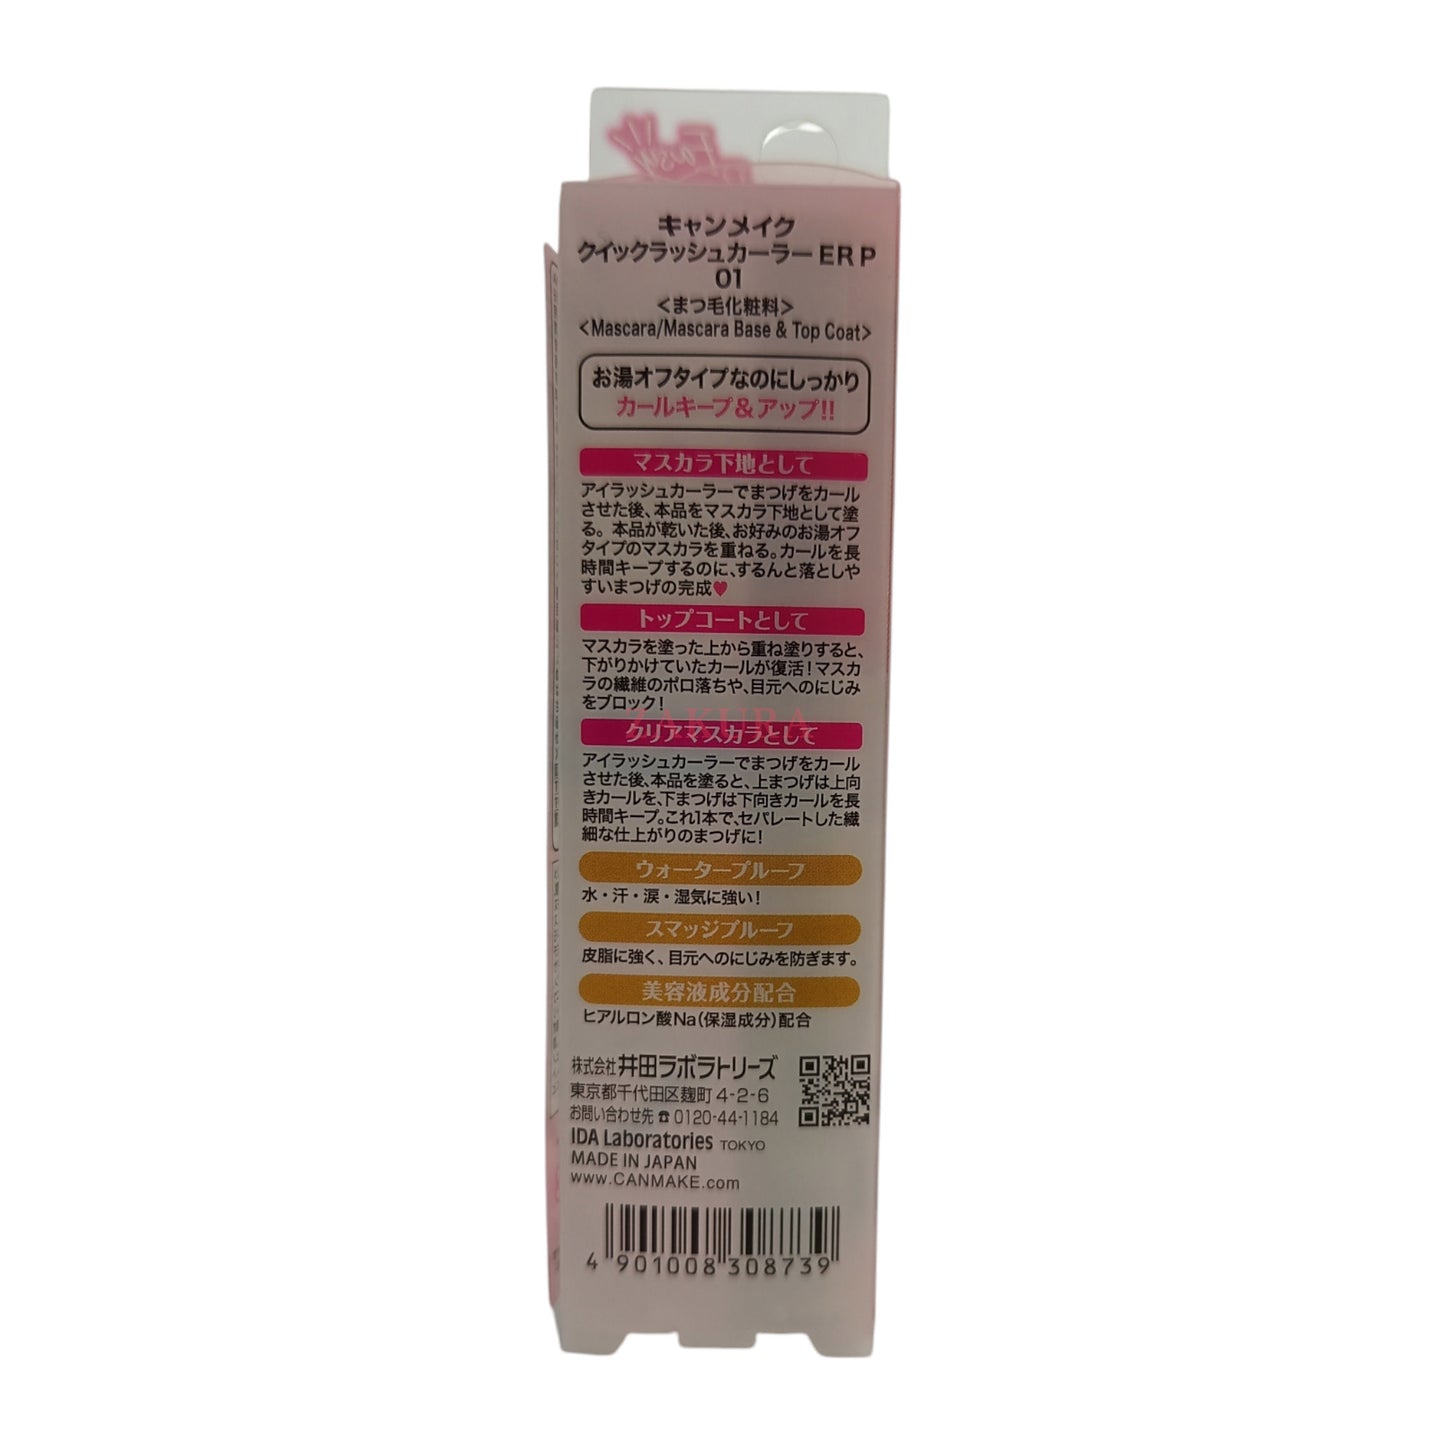 Easy
キャンメイク
クイックラッシュカーラー ER P
01
<まつ毛化粧料>
<Mascara/Mascara Base & Top Coat>
お湯オフタイプなのにしっかり
カールキープ&アップ!!
マスカラ下地として
アイラッシュカーラーでまつげをカール
させた後、本品をマスカラ下地として塗
る。本品が乾いた後、お好みのお湯オフ
タイプのマスカラを重ねる。カールを長
時間キープするのに、するんと落としや
すいまつげの完成♥
トップコートとして
マスカラを塗った上から重ね塗りすると、
下がりかけていたカールが復活!マスカ
ラの繊維のポロ落ちや、目元へのにじみ
をブロック!
ZAKURA
クリアマスカラとして
アイラッシュカーラーでまつげをカール
させた後、本品を塗ると、上まつげは上向
きカールを、下まつげは下向きカールを長
時間キープ。これ1本で、セパレートした繊
細な仕上がりのまつげに!
ウォータープルーフ
水・汗・涙・湿気に強い!
スマッジプルーフ
皮脂に強く、目元へのにじみを防ぎます。
美容液成分配合
ヒアルロン酸Na(保湿成分)配合
株式会社 井田ラボラトリーズ
東京都千代田区麹町 4-2-6
お問い合わせ先 ☎ 0120-44-1184
IDA Laboratories TOKYO
MADE IN JAPAN
www.CANMAKE.com
4 901008 308739